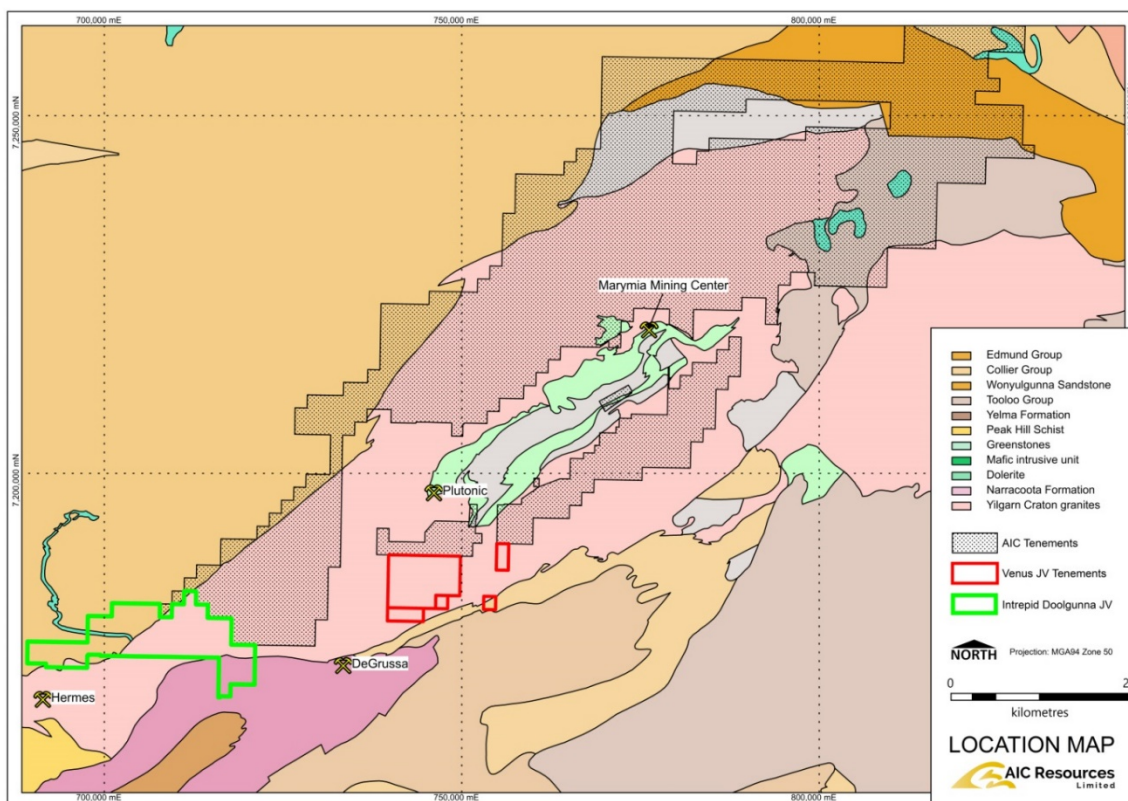 700,000 mE
750,000 mE
800,000 mE
7,250,000 mN
7,200,000 mN
Marymia Mining Center
Plutonic
DeGrussa
Hermes
Edmund Group
Collier Group
Wonyulgunna Sandstone
Tooloo Group
Yelma Formation
Peak Hill Schist
Greenstones
Mafic intrusive unit
Dolerite
Narracoota Formation
Yilgarn Craton granites
AIC Tenements
Venus JV Tenements
Intrepid Doolgunna JV
NORTH Projection: MGA94 Zone 50
0 2
kilometres
LOCATION MAP
AIC Resources
Limited
700,000 mE
750,000 mE
800,000 mE